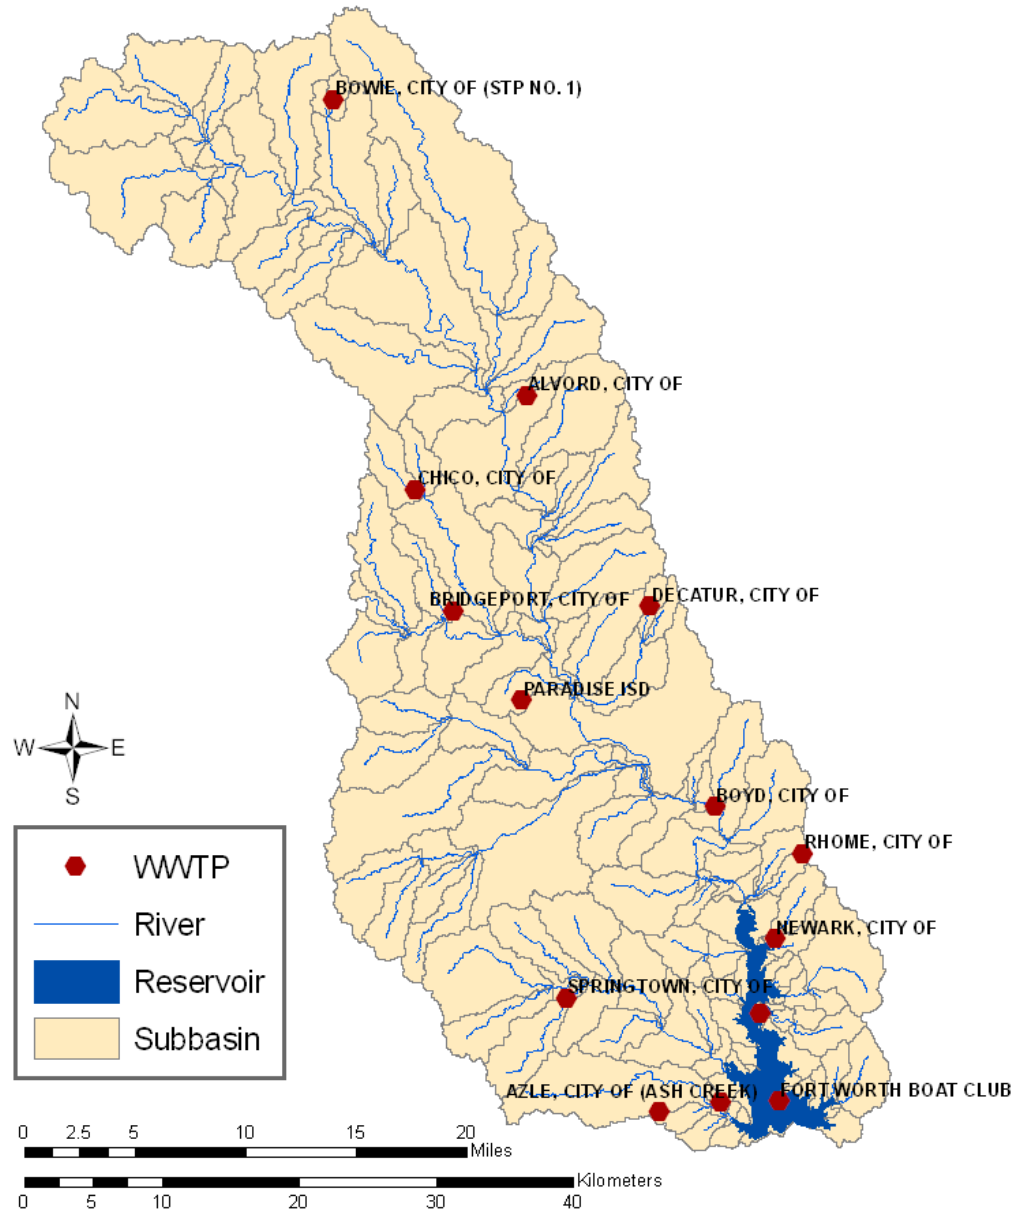 BOWIE, CITY OF (STP NO. 1)
ALVORD, CITY OF
CHICO, CITY OF
BRIDGEPORT, CITY OF
DECATUR, CITY OF
PARADISE ISD
BOYD, CITY OF
RHOME, CITY OF
NEWARK, CITY OF
SPRINGTOWN, CITY OF
AZLE, CITY OF (ASH CREEK)
FORT WORTH BOAT CLUB
N
W E
S
WWTP
River
Reservoir
Subbasin
0 2.5 5 10 15 20
Miles
Kilometers
0 5 10 20 30 40